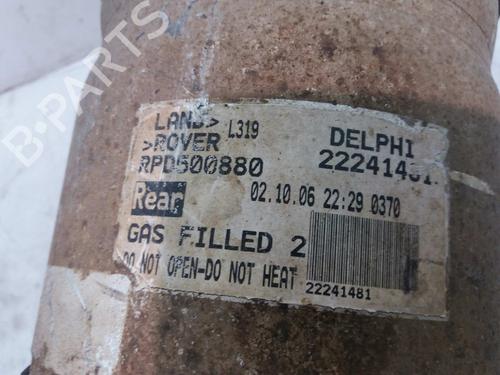 B-PARTS
LAND> L319
>ROVER DELPHI
RPD500880 22241481
Rear 02.10.06 22:29 0370
GAS FILLED 2
DO NOT OPEN-DO NOT HEAT 22241481